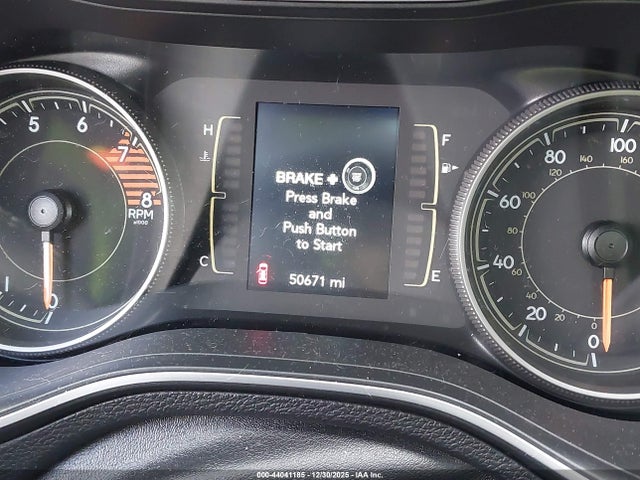 5 6 7 8
RPM
x1000
1 0
H
C
BRAKE +
Press Brake
and
Push Button
to Start
50671 mi
F
E
0 20 40 60 80 100
0 20 40 60 80 100 120 140 160
000-44041185 - 12/30/2025 - IAA Inc.